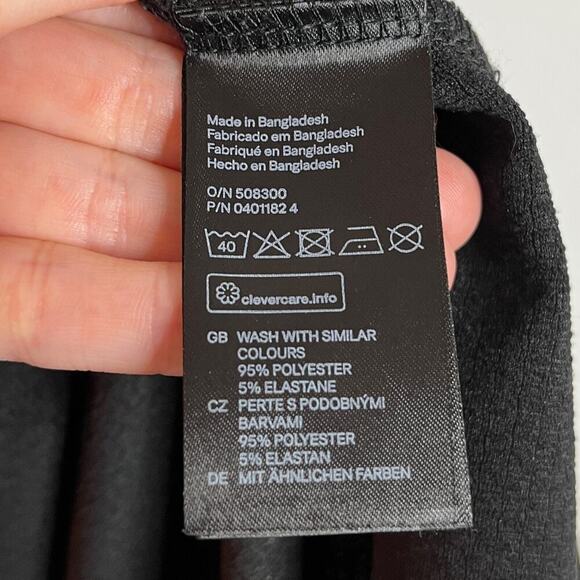 Made in Bangladesh
Fabricado em Bangladesh
Fabriqué en Bangladesh
Hecho en Bangladesh
O/N 508300
P/N 0401182 4
40
clevercare.info
GB WASH WITH SIMILAR
COLOURS
95% POLYESTER
5% ELASTANE
CZ PERTE S PODOBNÝMI
BARVAMI
95% POLYESTER
5% ELASTAN
DE MIT ÄHNLICHEN FARBEN